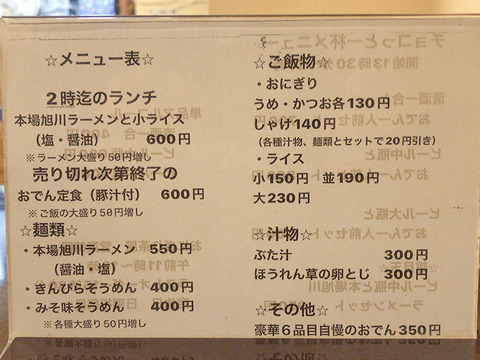 ☆メニュー表☆
２時迄のランチ
本場旭川ラーメンと小ライス
（塩・醤油） 600円
※ラーメン大盛り50円増し
売り切れ次第終了の
おでん定食（豚汁付） 600円
※ご飯の大盛り50円増し
☆麺類☆
・本場旭川ラーメン 550円
（醤油・塩）
・きんぴらそうめん 400円
・みそ味そうめん 400円
※各種大盛り50円増し
☆ご飯物☆
・おにぎり
うめ・かつお各130円
しゃけ140円
（各種汁物、麺類とセットで20円引き）
・ライス
小150円 並190円
大230円
☆汁物☆
ぶた汁 300円
ほうれん草の卵とじ 300円
☆その他☆
豪華６品目自慢のおでん350円